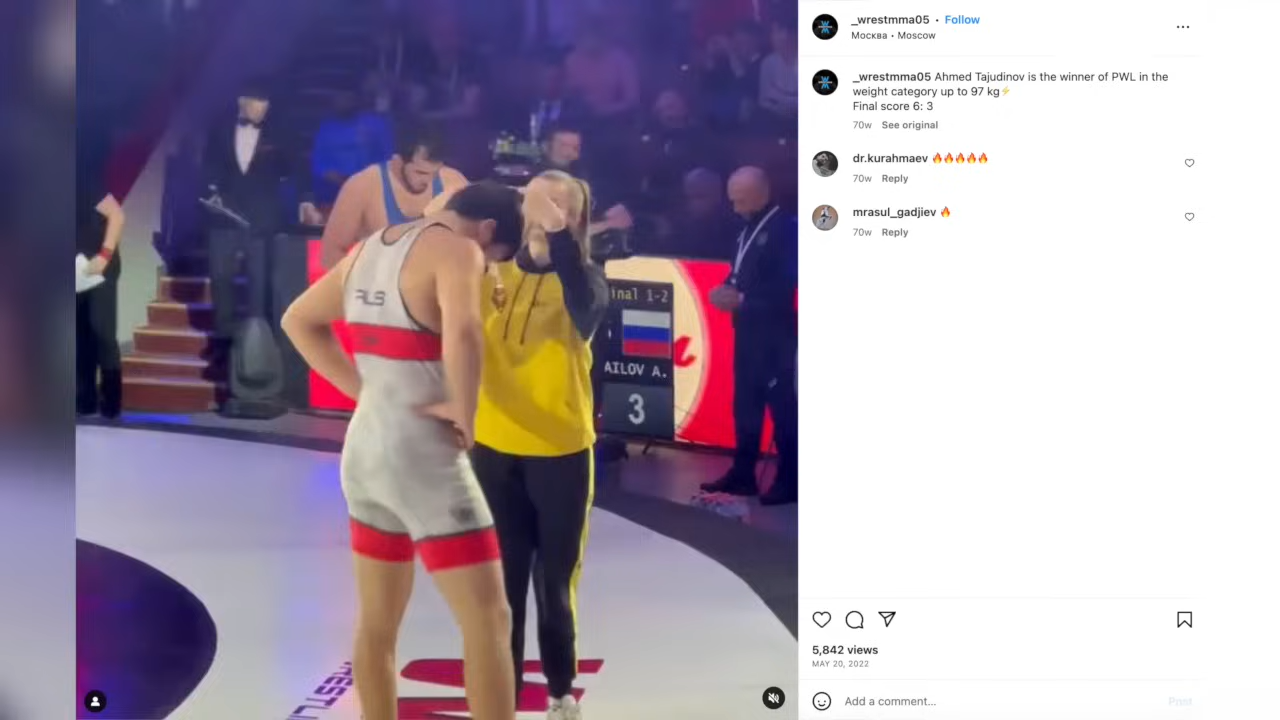 _wrestmma05 • Follow
Москва • Moscow
_wrestmma05 Ahmed Tajudinov is the winner of PWL in the
weight category up to 97 kg⚡
Final score 6: 3
70w See original
dr.kurahmaev 🔥🔥🔥🔥🔥
70w Reply
mrasul_gadjiev 🔥
70w Reply
inal 1-2
AILOV A.
3
5,842 views
MAY 20, 2022
Add a comment...
Post